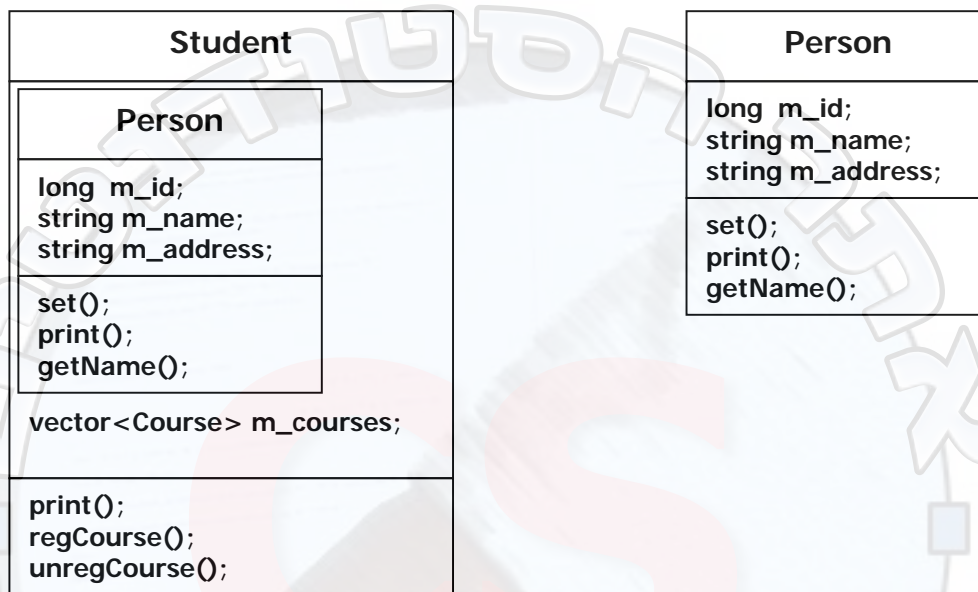 Student
Person
long m_id;
string m_name;
string m_address;
set();
print();
getName();
vector<Course> m_courses;
print();
regCourse();
unregCourse();
Person
long m_id;
string m_name;
string m_address;
set();
print();
getName();
CS